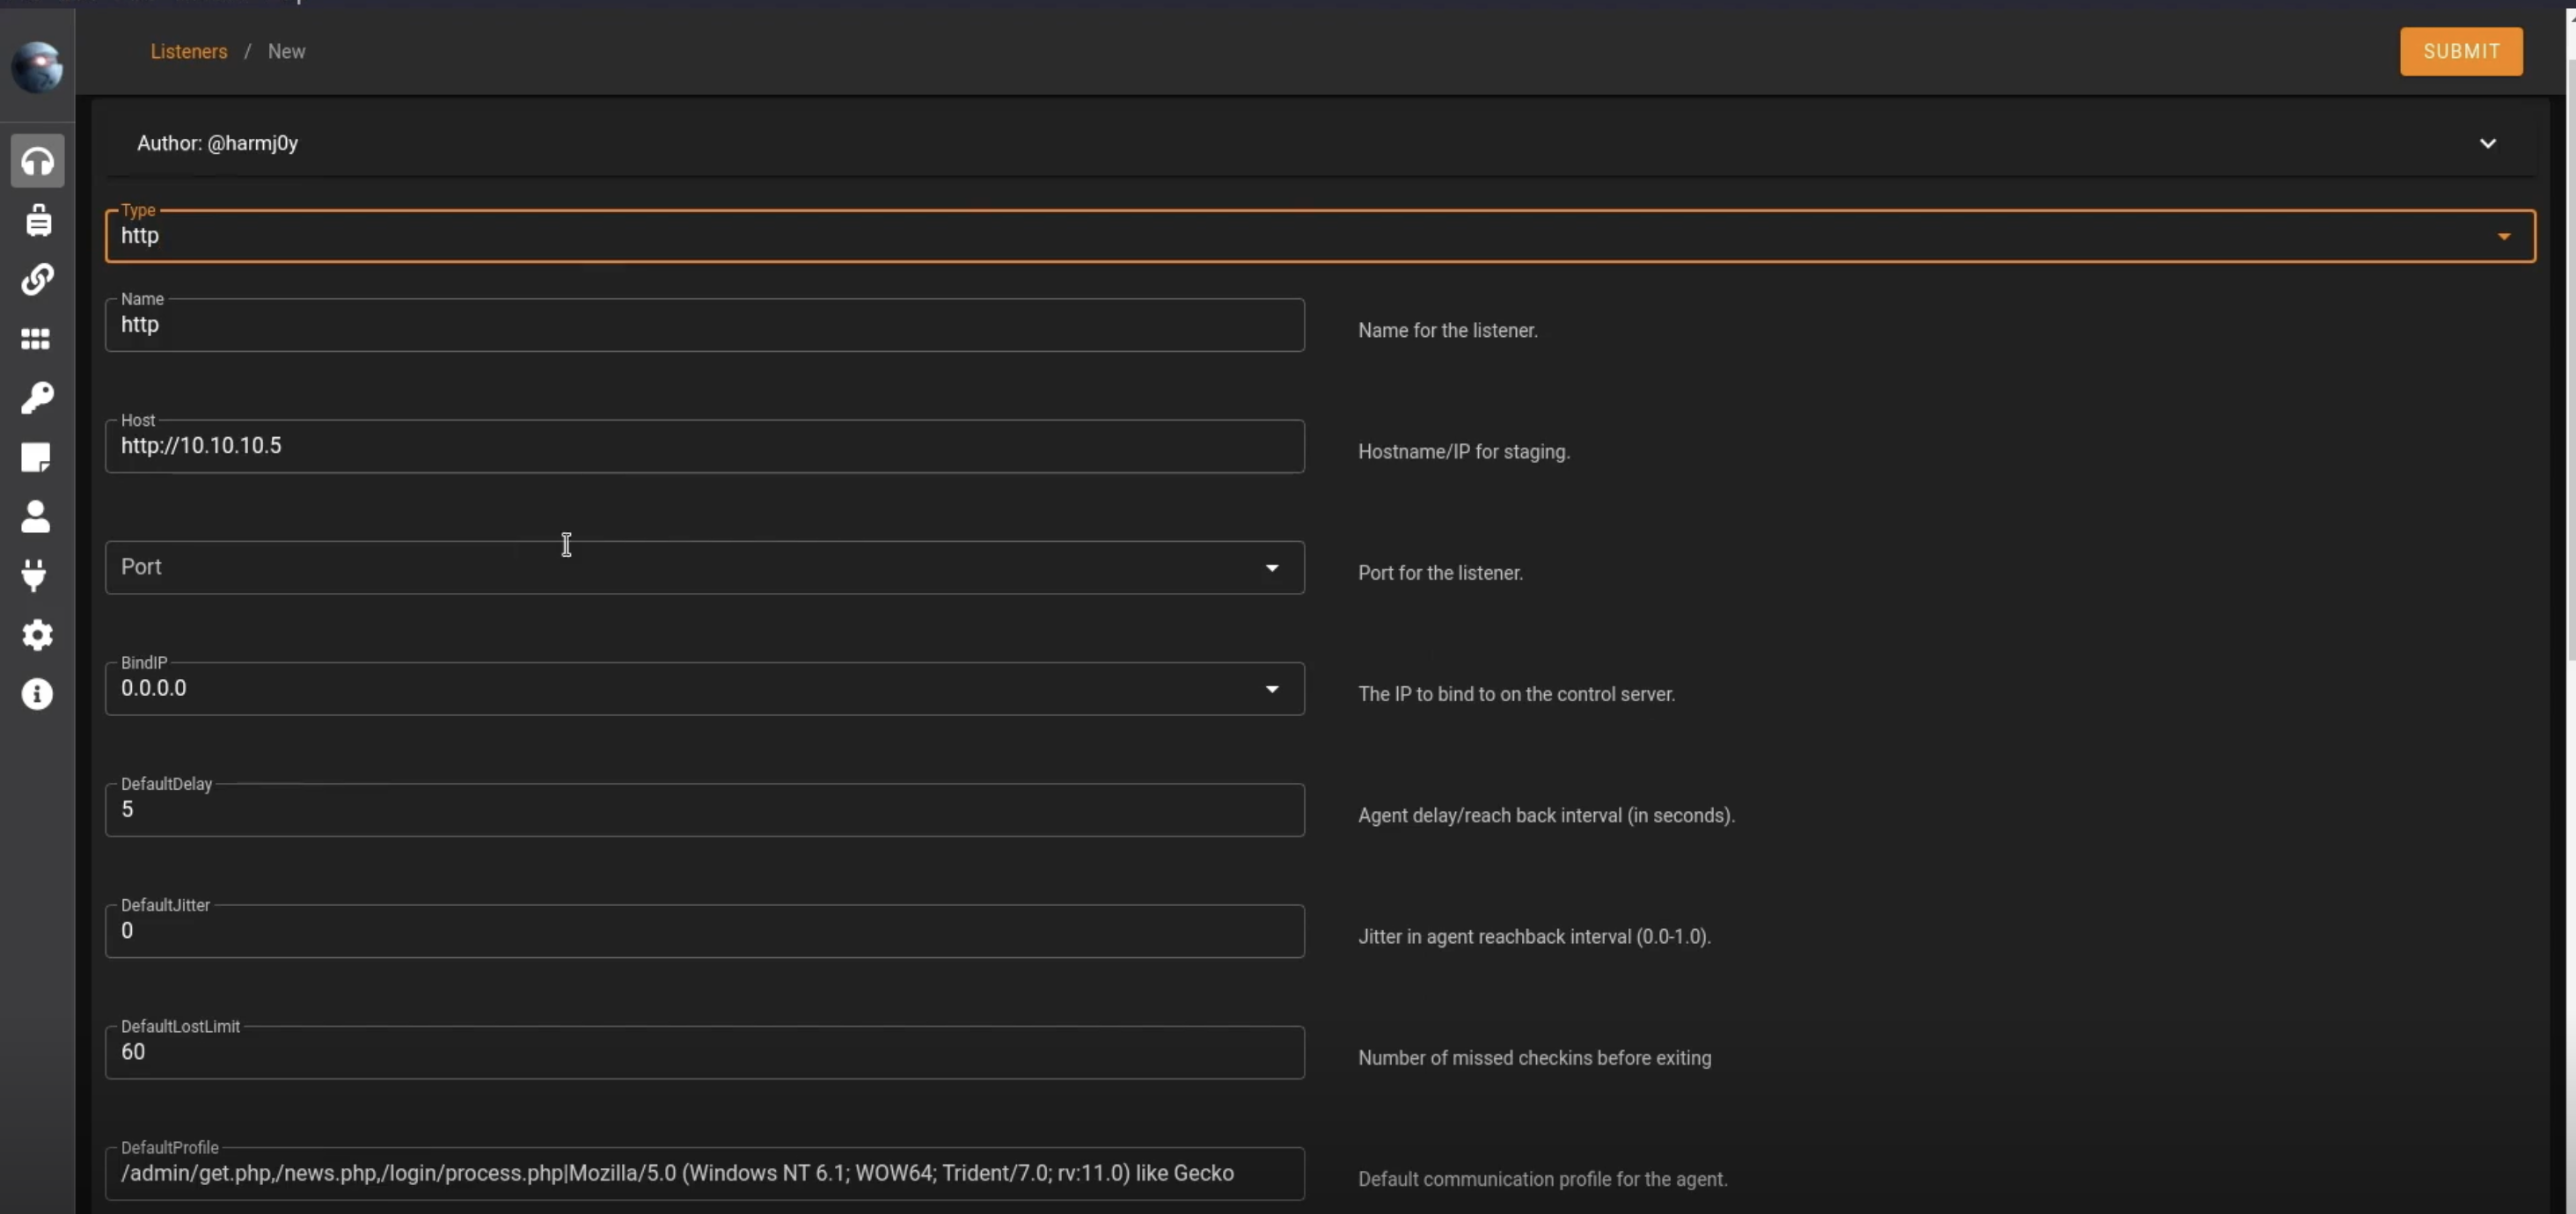 Listeners / New
SUBMIT
Author: @harmj0y
Type
http
Name
http
Name for the listener.
Host
http://10.10.10.5
Hostname/IP for staging.
Port
Port for the listener.
BindIP
0.0.0.0
The IP to bind to on the control server.
DefaultDelay
5
Agent delay/reach back interval (in seconds).
DefaultJitter
0
Jitter in agent reachback interval (0.0-1.0).
DefaultLostLimit
60
Number of missed checkins before exiting
DefaultProfile
/admin/get.php,/news.php,/login/process.php|Mozilla/5.0 (Windows NT 6.1; WOW64; Trident/7.0; rv:11.0) like Gecko
Default communication profile for the agent.